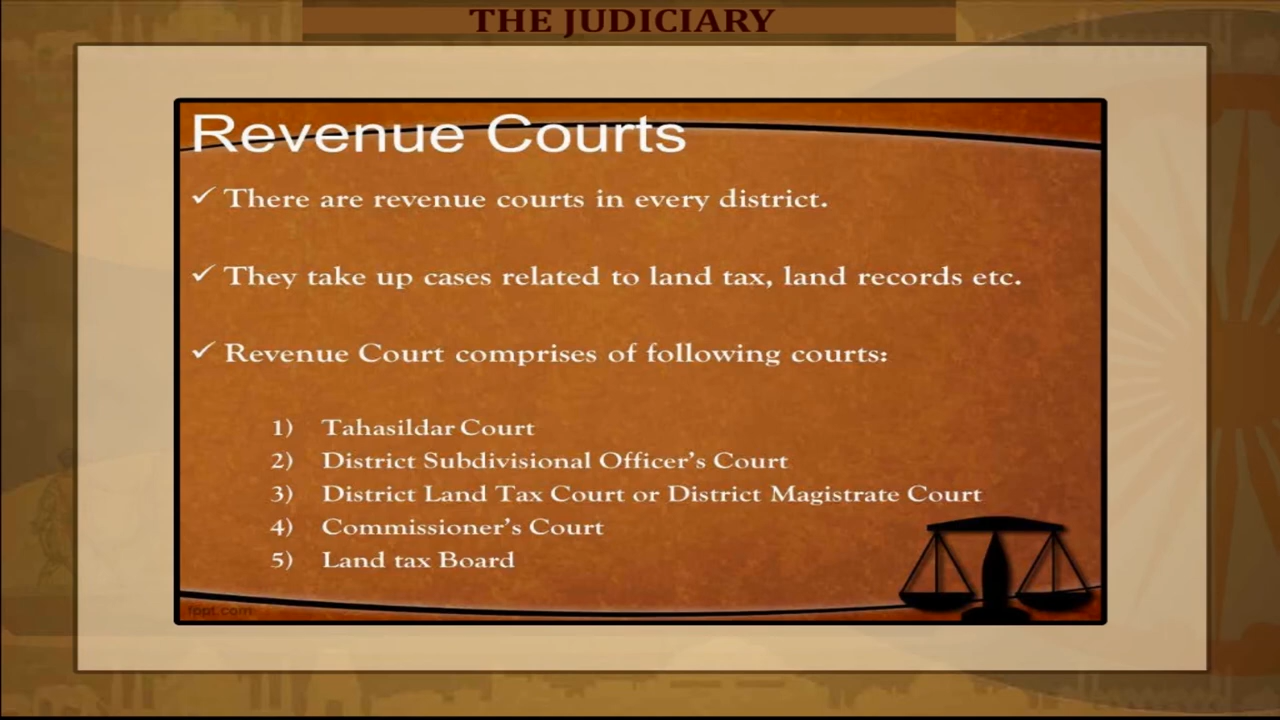 THE JUDICIARY
Revenue Courts
✓ There are revenue courts in every district.
✓ They take up cases related to land tax, land records etc.
✓ Revenue Court comprises of following courts:
1) Tahasildar Court
2) District Subdivisional Officer's Court
3) District Land Tax Court or District Magistrate Court
4) Commissioner's Court
5) Land tax Board
fppt.com